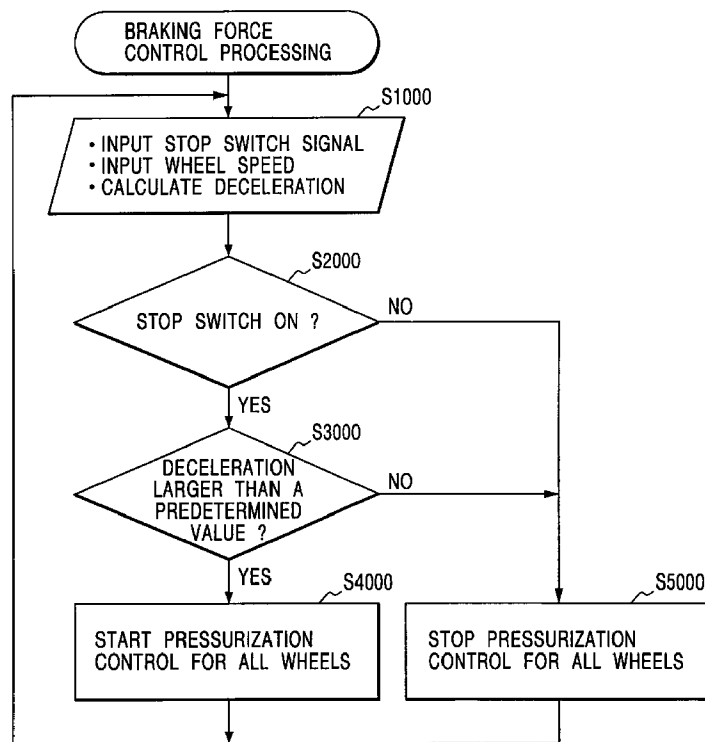 BRAKING FORCE
CONTROL PROCESSING
S1000
• INPUT STOP SWITCH SIGNAL
• INPUT WHEEL SPEED
• CALCULATE DECELERATION
S2000
STOP SWITCH ON ?
NO
YES
S3000
DECELERATION
LARGER THAN A
PREDETERMINED
VALUE ?
NO
YES
S4000
START PRESSURIZATION
CONTROL FOR ALL WHEELS
S5000
STOP PRESSURIZATION
CONTROL FOR ALL WHEELS